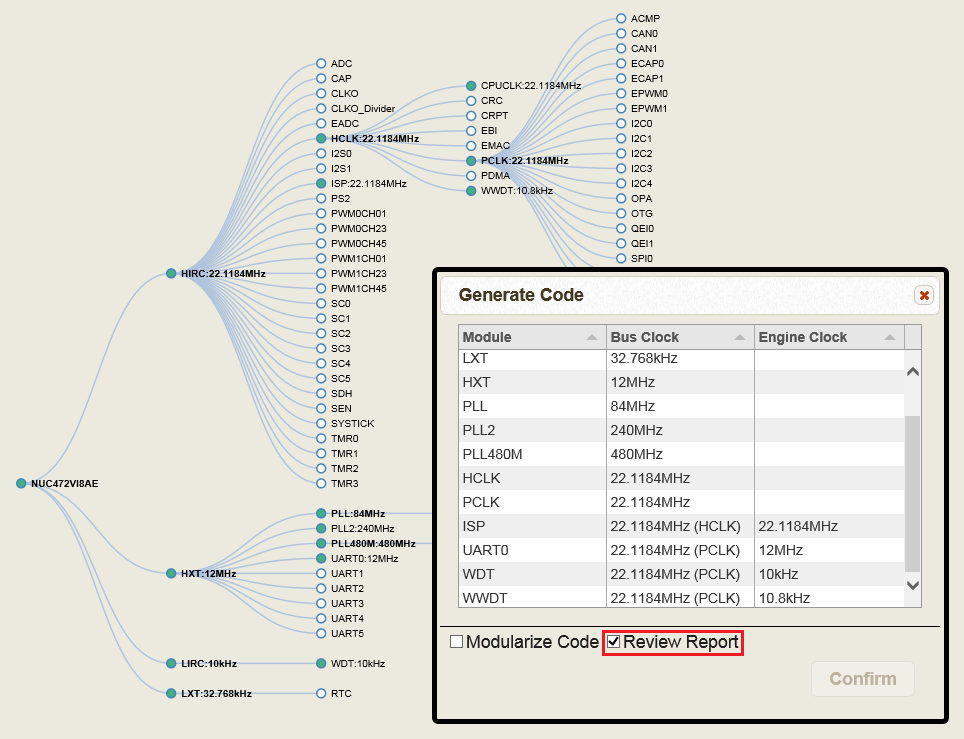 NUC472VI8AE
HIRC:22.1184MHz
HXT:12MHz
LIRC:10kHz
LXT:32.768kHz
ADC
CAP
CLKO
CLKO_Divider
EADC
HCLK:22.1184MHz
I2S0
I2S1
ISP:22.1184MHz
PS2
PWM0CH01
PWM0CH23
PWM0CH45
PWM1CH01
PWM1CH23
PWM1CH45
SC0
SC1
SC2
SC3
SC4
SC5
SDH
SEN
SYSTICK
TMR0
TMR1
TMR2
TMR3
PLL:84MHz
PLL2:240MHz
PLL480M:480MHz
UART0:12MHz
UART1
UART2
UART3
UART4
UART5
WDT:10kHz
RTC
CPUCLK:22.1184MHz
CRC
CRPT
EBI
EMAC
PCLK:22.1184MHz
PDMA
WWDT:10.8kHz
ACMP
CAN0
CAN1
ECAP0
ECAP1
EPWM0
EPWM1
I2C0
I2C1
I2C2
I2C3
I2C4
OPA
OTG
QEI0
QEI1
SPI0
Generate Code
Module Bus Clock Engine Clock
LXT 32.768kHz
HXT 12MHz
PLL 84MHz
PLL2 240MHz
PLL480M 480MHz
HCLK 22.1184MHz
PCLK 22.1184MHz
ISP 22.1184MHz (HCLK) 22.1184MHz
UART0 22.1184MHz (PCLK) 12MHz
WDT 22.1184MHz (PCLK) 10kHz
WWDT 22.1184MHz (PCLK) 10.8kHz
Modularize Code Review Report
Confirm